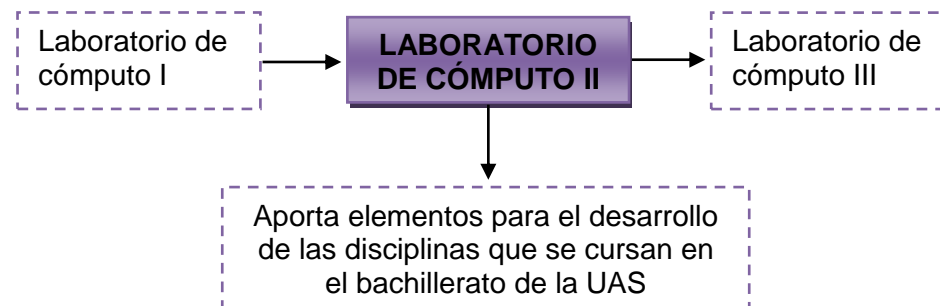 Laboratorio de
cómputo I
LABORATORIO
DE CÓMPUTO II
Laboratorio de
cómputo III
Aporta elementos para el desarrollo
de las disciplinas que se cursan en
el bachillerato de la UAS